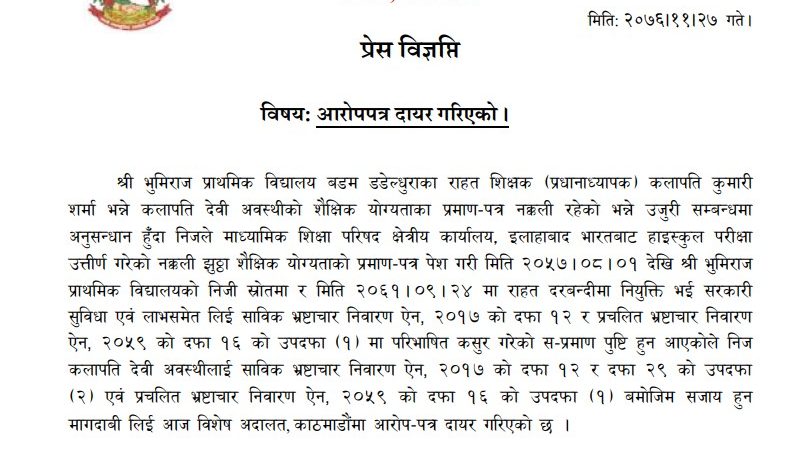 मिति: २०७६।११।२७ गते।
प्रेस विज्ञप्ति
विषय: आरोपपत्र दायर गरिएको।
श्री भुमिराज प्राथमिक विद्यालय बडम डडेल्धुराका राहत शिक्षक (प्रधानाध्यापक) कलापति कुमारी
शर्मा भन्ने कलापति देवी अवस्थीको शैक्षिक योग्यताका प्रमाण-पत्र नक्कली रहेको भन्ने उजुरी सम्बन्धमा
अनुसन्धान हुँदा निजले माध्यामिक शिक्षा परिषद क्षेत्रीय कार्यालय, इलाहाबाद भारतबाट हाइस्कुल परीक्षा
उत्तीर्ण गरेको नक्कली झुठ्ठा शैक्षिक योग्यताको प्रमाण-पत्र पेश गरी मिति २०५७।०८।०१ देखि श्री भुमिराज
प्राथमिक विद्यालयको निजी स्रोतमा र मिति २०६१।०९।२४ मा राहत दरबन्दीमा नियुक्ति भई सरकारी
सुविधा एवं लाभसमेत लिई साविक भ्रष्टाचार निवारण ऐन, २०१७ को दफा १२ र प्रचलित भ्रष्टाचार निवारण
ऐन, २०५९ को दफा १६ को उपदफा (१) मा परिभाषित कसुर गरेको स-प्रमाण पुष्टि हुन आएकोले निज
कलापति देवी अवस्थीलाई साविक भ्रष्टाचार निवारण ऐन, २०१७ को दफा १२ र दफा २९ को उपदफा
(२) एवं प्रचलित भ्रष्टाचार निवारण ऐन, २०५९ को दफा १६ को उपदफा (१) बमोजिम सजाय हुन
मागदाबी लिई आज विशेष अदालत, काठमाडौंमा आरोप-पत्र दायर गरिएको छ ।